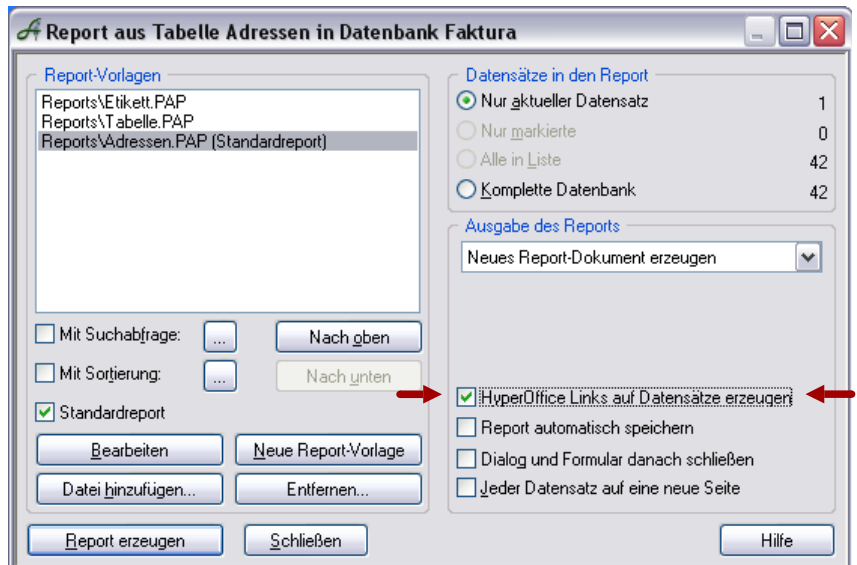 Report aus Tabelle Adressen in Datenbank Faktura
Report-Vorlagen
Reports\Etikett.PAP
Reports\Tabelle.PAP
Reports\Adressen.PAP (Standardreport)
Mit Suchabfrage: ...
Nach oben
Mit Sortierung: ...
Nach unten
Standardreport
Bearbeiten
Neue Report-Vorlage
Datei hinzufügen...
Entfernen...
Datensätze in den Report
Nur aktueller Datensatz 1
Nur markierte 0
Alle in Liste 42
Komplette Datenbank 42
Ausgabe des Reports
Neues Report-Dokument erzeugen
HyperOffice Links auf Datensätze erzeugen
Report automatisch speichern
Dialog und Formular danach schließen
Jeder Datensatz auf eine neue Seite
Report erzeugen
Schließen
Hilfe